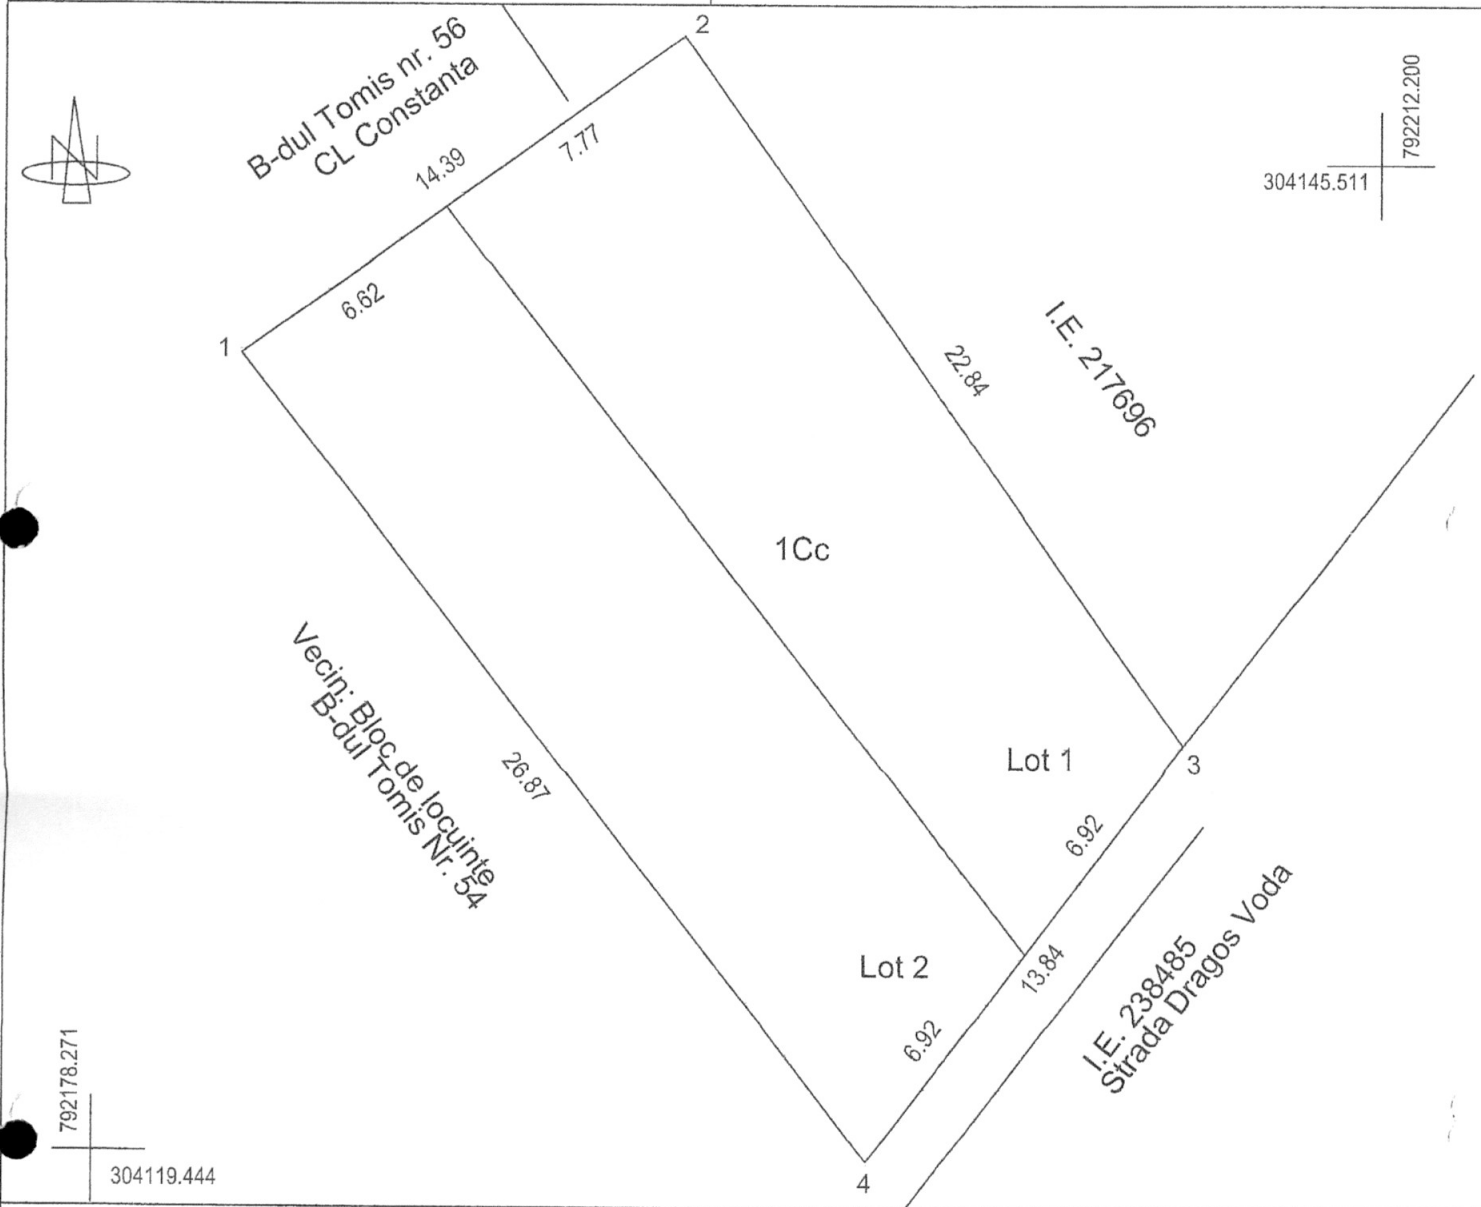 2
B-dul Tomis nr. 56
CL Constanta
792212.200
304145.511
N
14.39
7.77
6.62
1
22.84
I.E. 217696
1Cc
Vecin: Bloc de locuinte
B-dul Tomis Nr. 54
26.87
Lot 1
3
6.92
Lot 2
13.84
6.92
I.E. 238485
Strada Dragos Voda
792178.271
304119.444
4